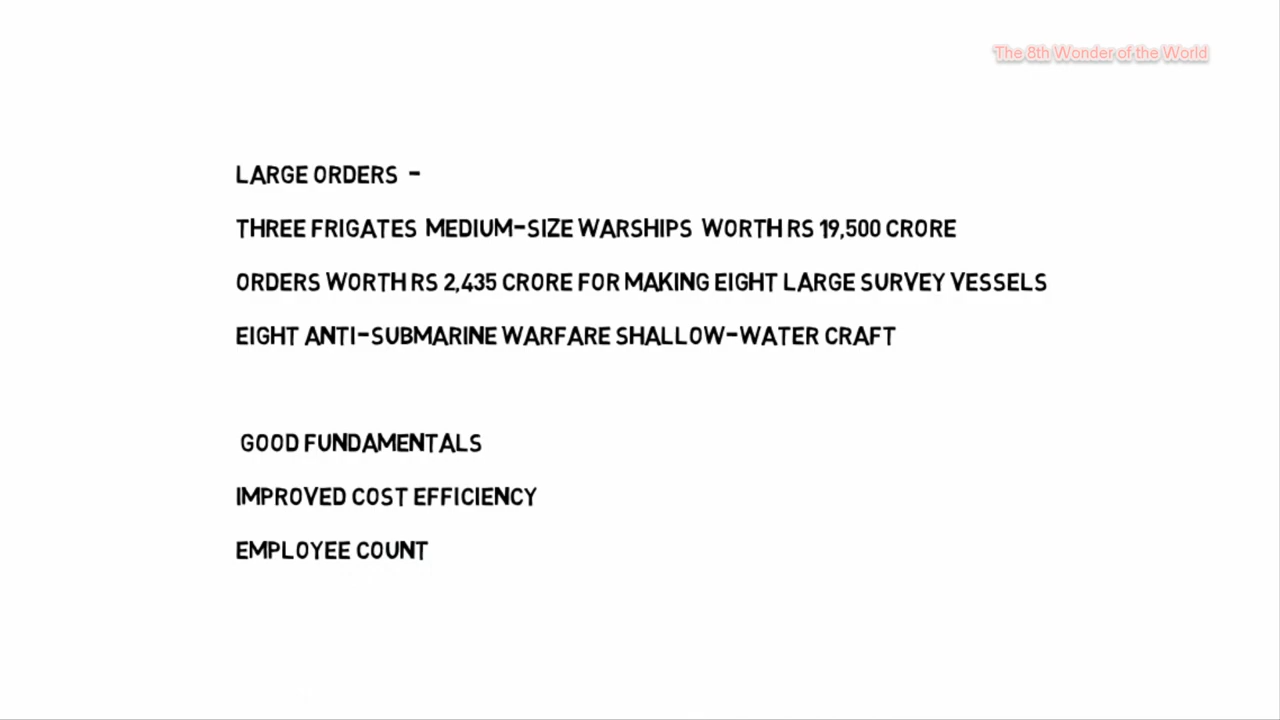 The 8th Wonder of the World
LARGE ORDERS -
THREE FRIGATES MEDIUM-SIZE WARSHIPS WORTH RS 19,500 CRORE
ORDERS WORTH RS 2,435 CRORE FOR MAKING EIGHT LARGE SURVEY VESSELS
EIGHT ANTI-SUBMARINE WARFARE SHALLOW-WATER CRAFT
GOOD FUNDAMENTALS
IMPROVED COST EFFICIENCY
EMPLOYEE COUNT